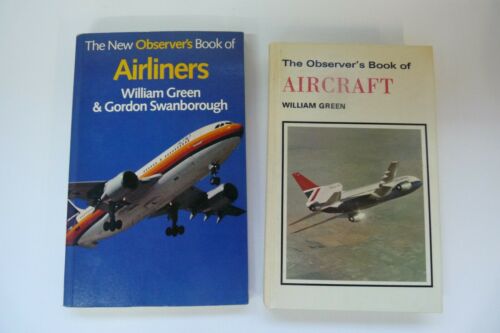 The New Observer's Book of
Airliners
William Green
& Gordon Swanborough
The Observer's Book of
AIRCRAFT
WILLIAM GREEN